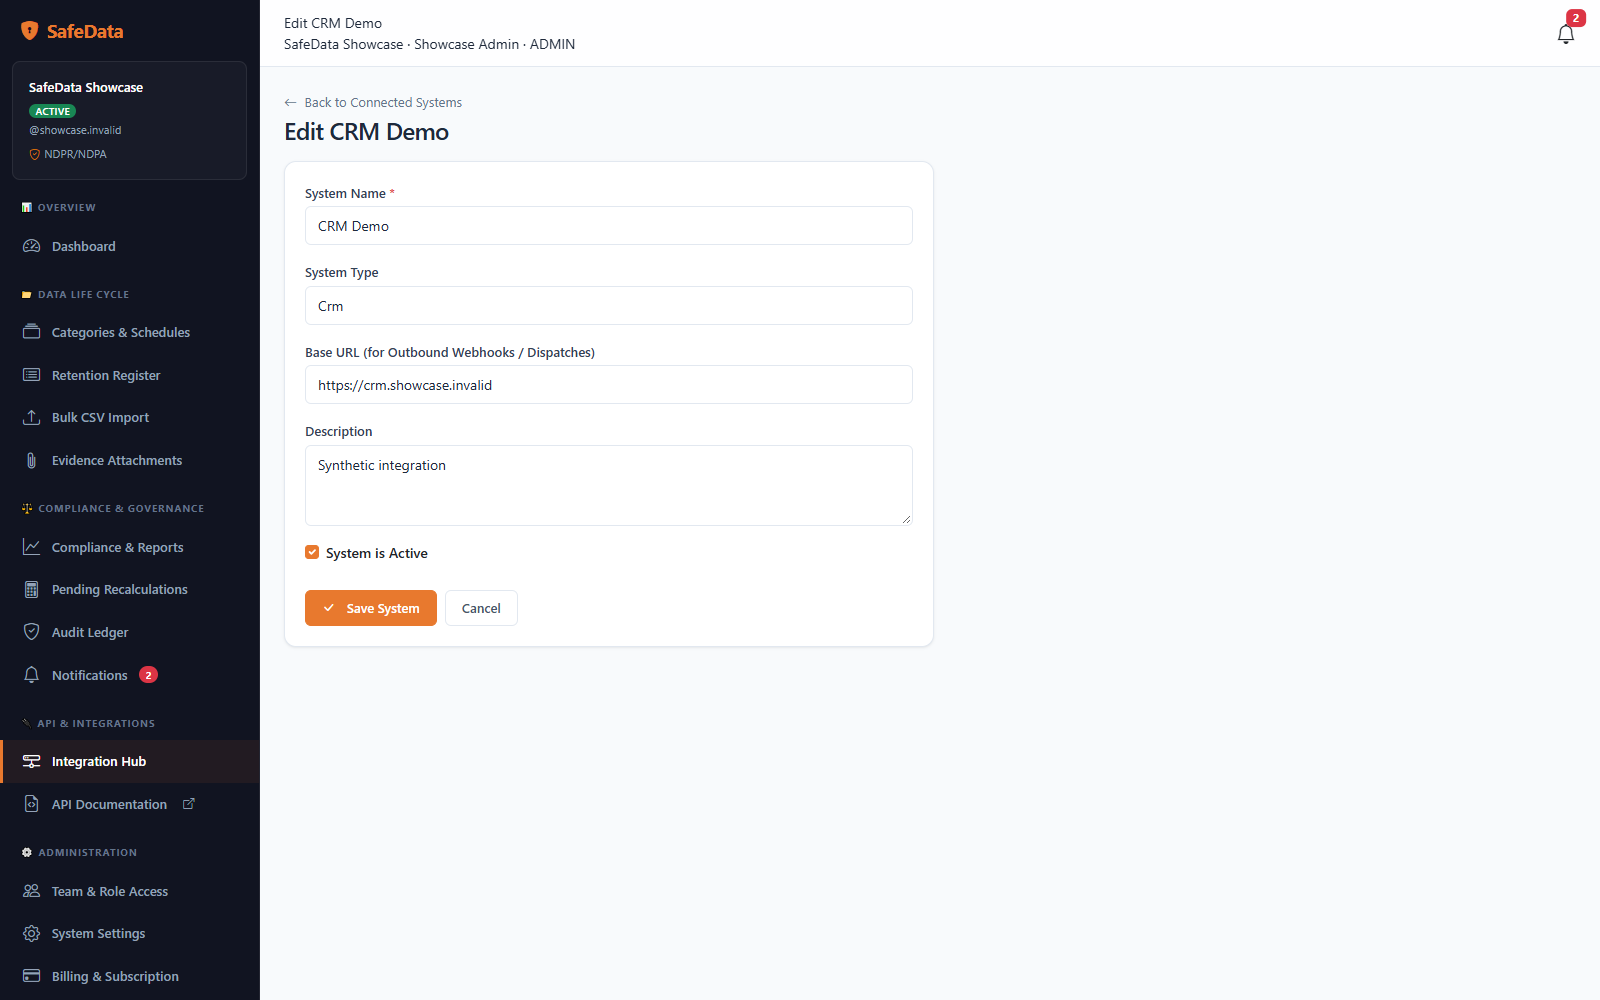 SafeData
SafeData Showcase
ACTIVE
@showcase.invalid
NDPR/NDPA
OVERVIEW
Dashboard
DATA LIFE CYCLE
Categories & Schedules
Retention Register
Bulk CSV Import
Evidence Attachments
COMPLIANCE & GOVERNANCE
Compliance & Reports
Pending Recalculations
Audit Ledger
Notifications 2
API & INTEGRATIONS
Integration Hub
API Documentation
ADMINISTRATION
Team & Role Access
System Settings
Billing & Subscription
Edit CRM Demo
SafeData Showcase · Showcase Admin · ADMIN
2
← Back to Connected Systems
Edit CRM Demo
System Name *
CRM Demo
System Type
Crm
Base URL (for Outbound Webhooks / Dispatches)
https://crm.showcase.invalid
Description
Synthetic integration
System is Active
Save System
Cancel